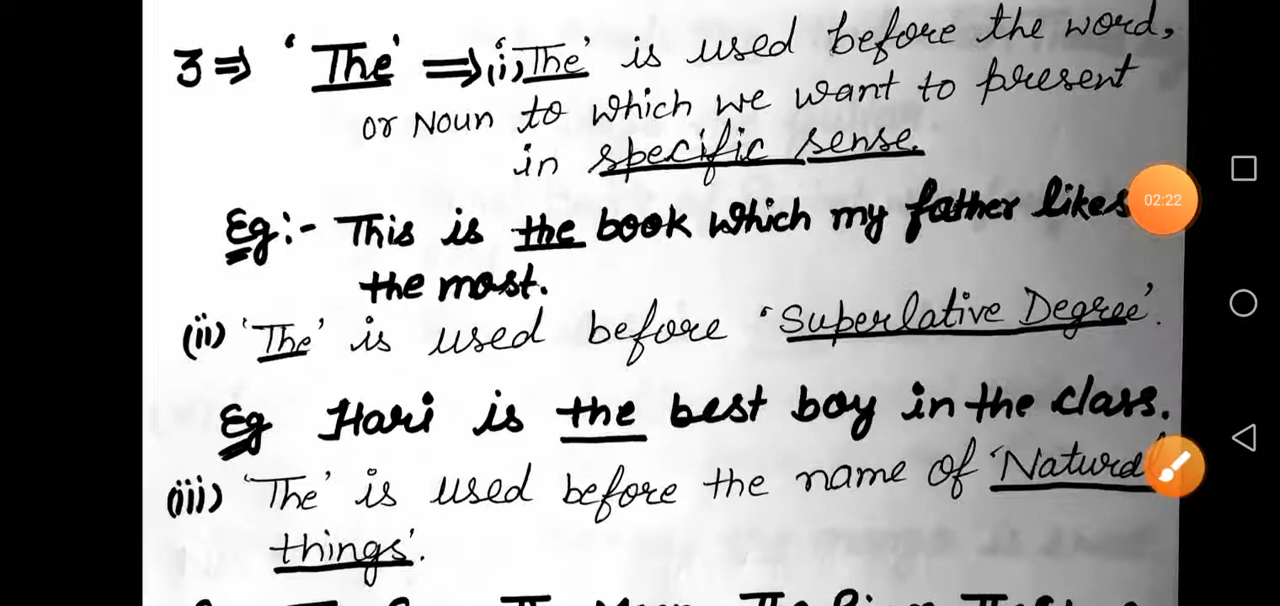 3⇒ 'The' ⇒(i) 'The' is used before the word,
or Noun to which we want to present
in specific sense.
Eg:- This is the book which my father likes
the most.
02:22
(ii) 'The' is used before 'Superlative Degree'.
Eg Hari is the best boy in the class.
(iii) 'The' is used before the name of 'Natural
things'.